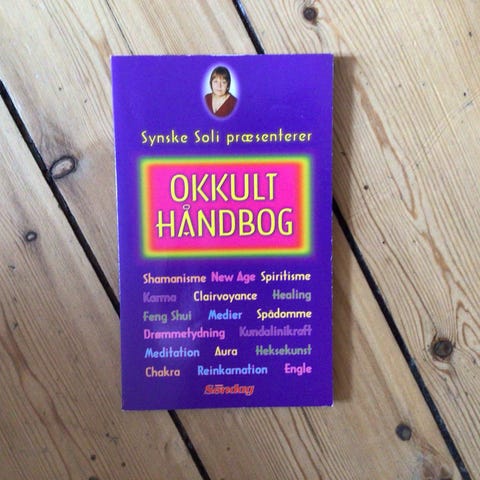 Synske Soli præsenterer
OKKULT
HÅNDBOG
Shamanisme New Age Spiritisme
Karma Clairvoyance Healing
Feng Shui Medier Spådomme
Drømmetydning Kundalinikraft
Meditation Aura Heksekunst
Chakra Reinkarnation Engle
Søndag